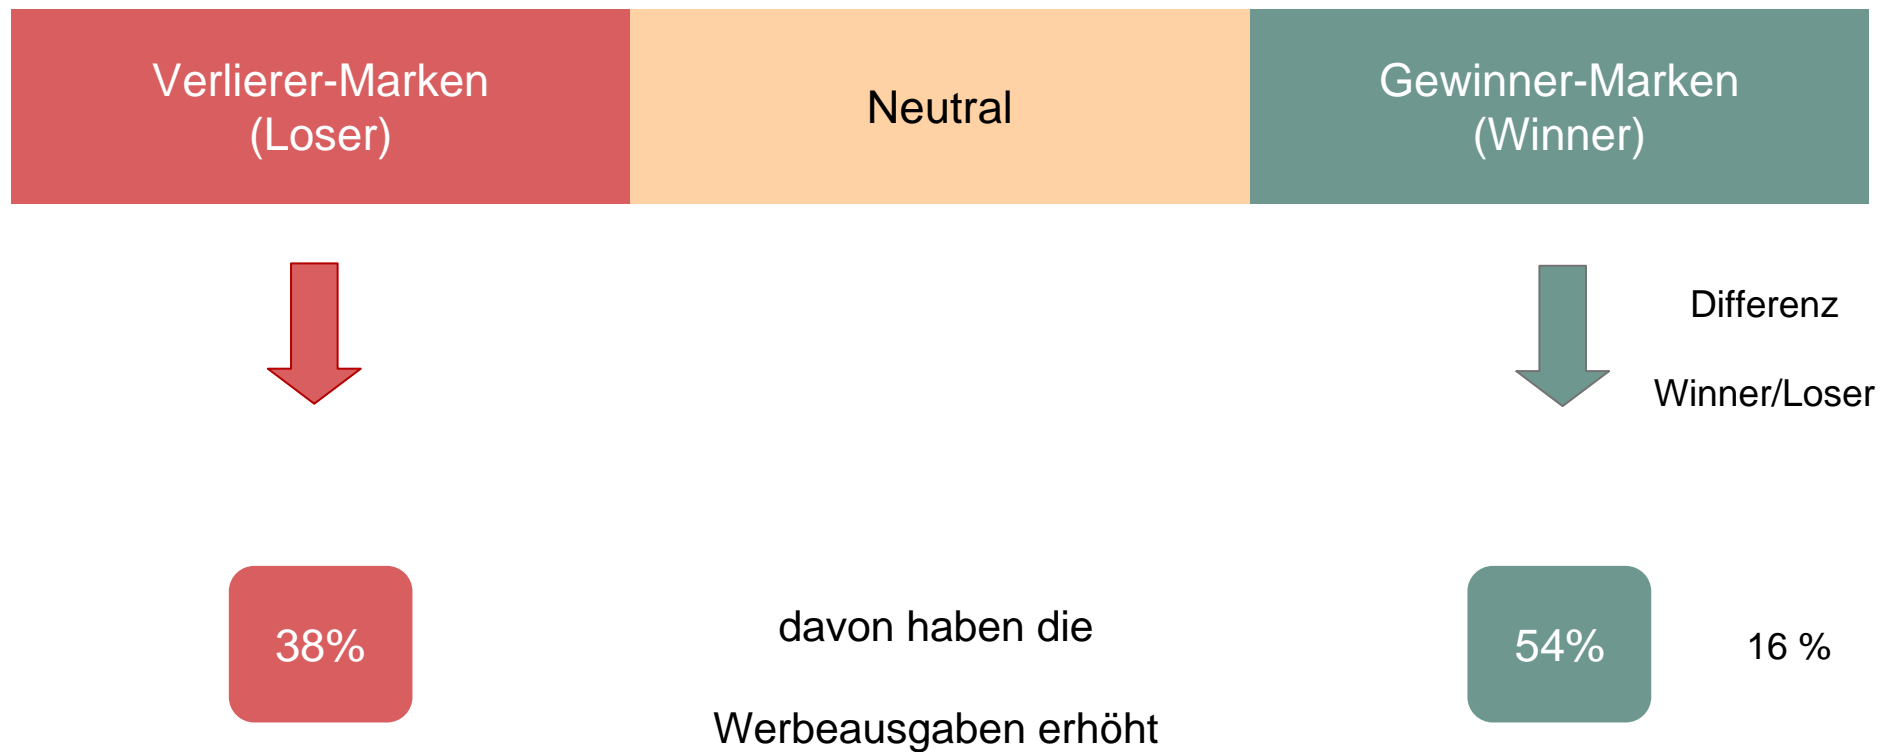 Verlierer-Marken
(Loser)
Neutral
Gewinner-Marken
(Winner)
Differenz
Winner/Loser
38%
davon haben die
Werbeausgaben erhöht
54%
16 %